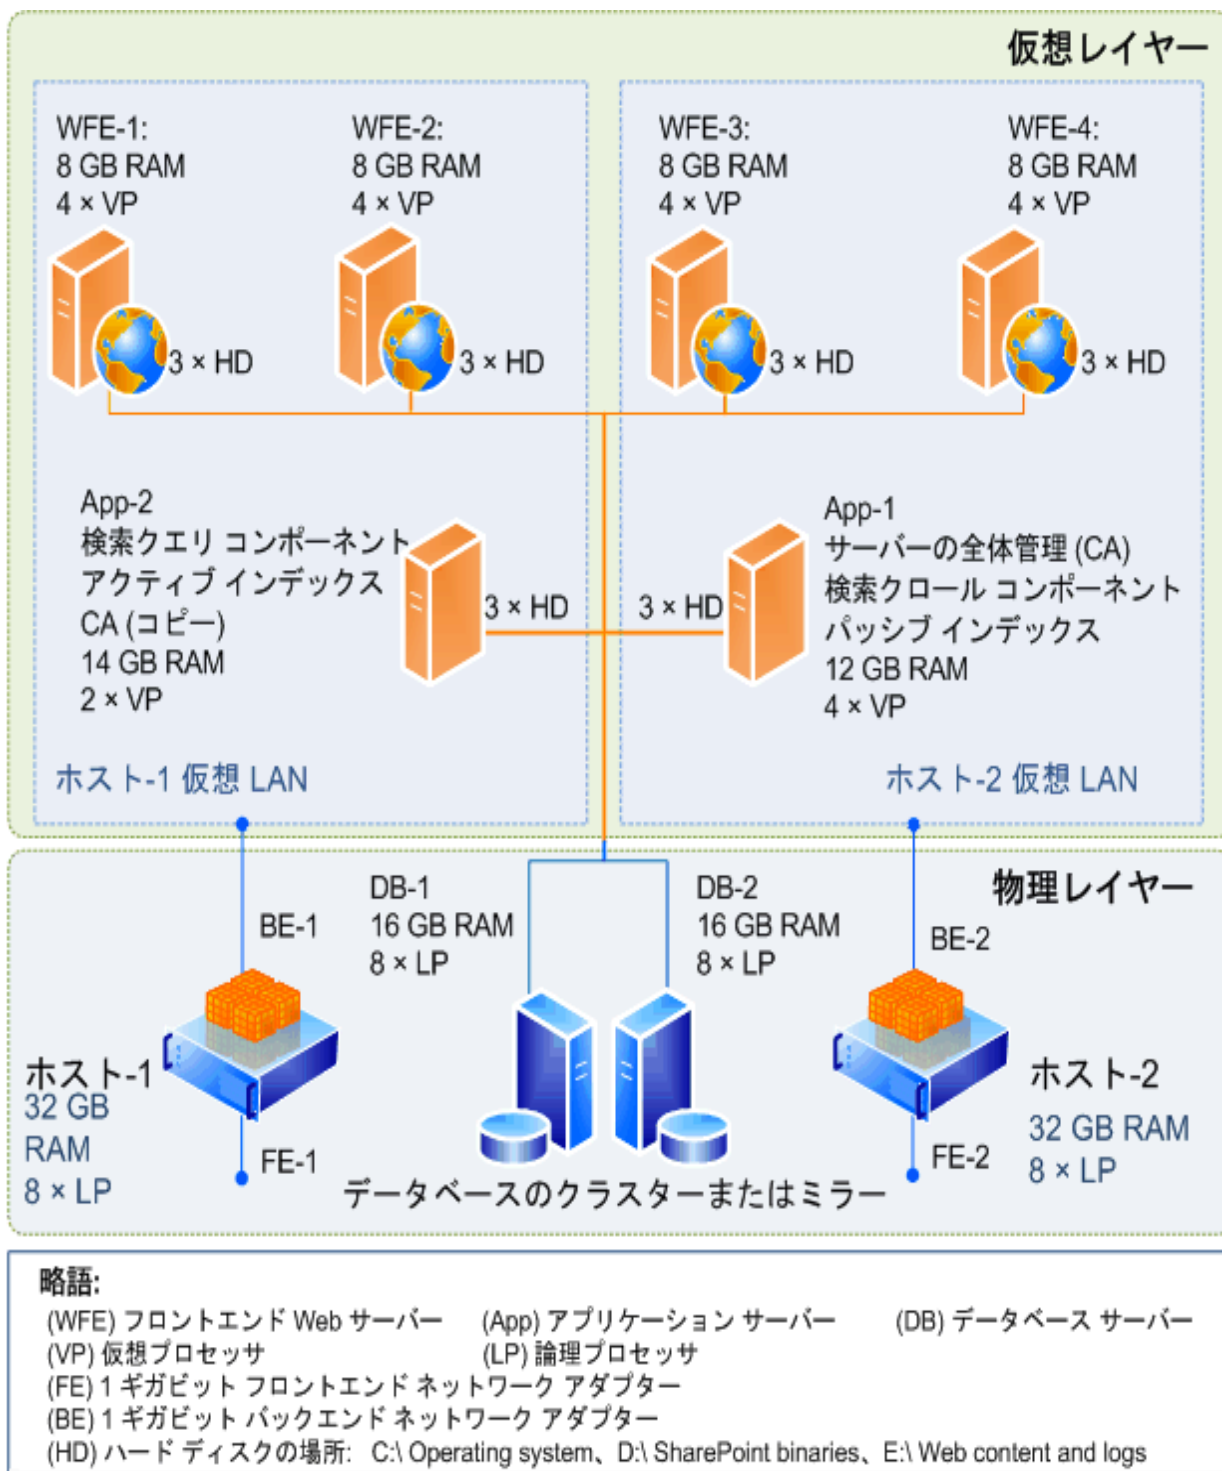 仮想レイヤー
WFE-1:
8 GB RAM
4 × VP
3 × HD
WFE-2:
8 GB RAM
4 × VP
3 × HD
WFE-3:
8 GB RAM
4 × VP
3 × HD
WFE-4:
8 GB RAM
4 × VP
3 × HD
App-2
検索クエリ コンポーネント
アクティブ インデックス
CA (コピー)
14 GB RAM
2 × VP
3 × HD
3 × HD
App-1
サーバーの全体管理 (CA)
検索クロール コンポーネント
パッシブ インデックス
12 GB RAM
4 × VP
ホスト-1 仮想 LAN
ホスト-2 仮想 LAN
物理レイヤー
BE-1
DB-1
16 GB RAM
8 × LP
DB-2
16 GB RAM
8 × LP
BE-2
ホスト-1
32 GB
RAM
8 × LP
FE-1
ホスト-2
32 GB RAM
8 × LP
FE-2
データベースのクラスターまたはミラー
略語:
(WFE) フロントエンド Web サーバー (App) アプリケーション サーバー (DB) データベース サーバー
(VP) 仮想プロセッサ (LP) 論理プロセッサ
(FE) 1 ギガビット フロントエンド ネットワーク アダプター
(BE) 1 ギガビット バックエンド ネットワーク アダプター
(HD) ハード ディスクの場所: C:\ Operating system、D:\ SharePoint binaries、E:\ Web content and logs